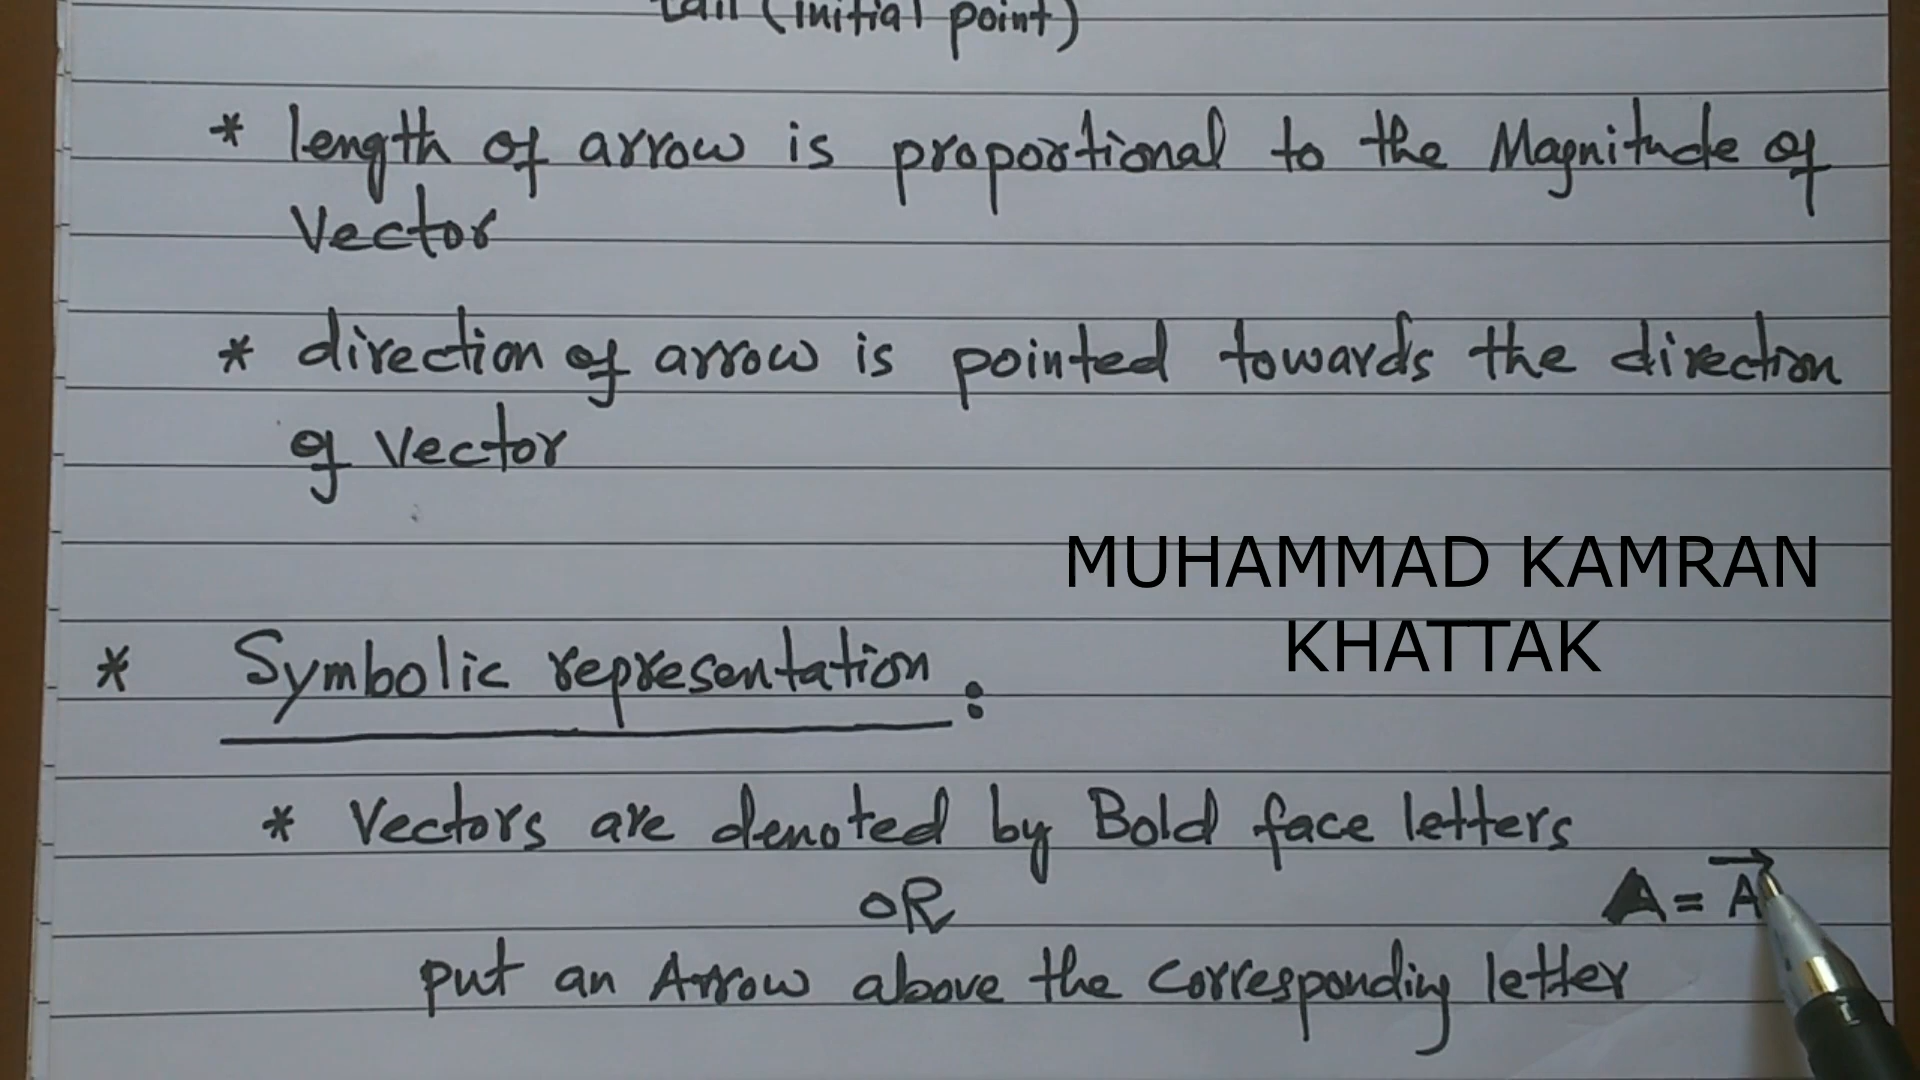 tail (initial point)
* length of arrow is proportional to the Magnitude of
Vector
* direction of arrow is pointed towards the direction
of Vector
MUHAMMAD KAMRAN
KHATTAK
* Symbolic representation :
* Vectors are denoted by Bold face letters
OR
A = A⃗
put an Arrow above the corresponding letter